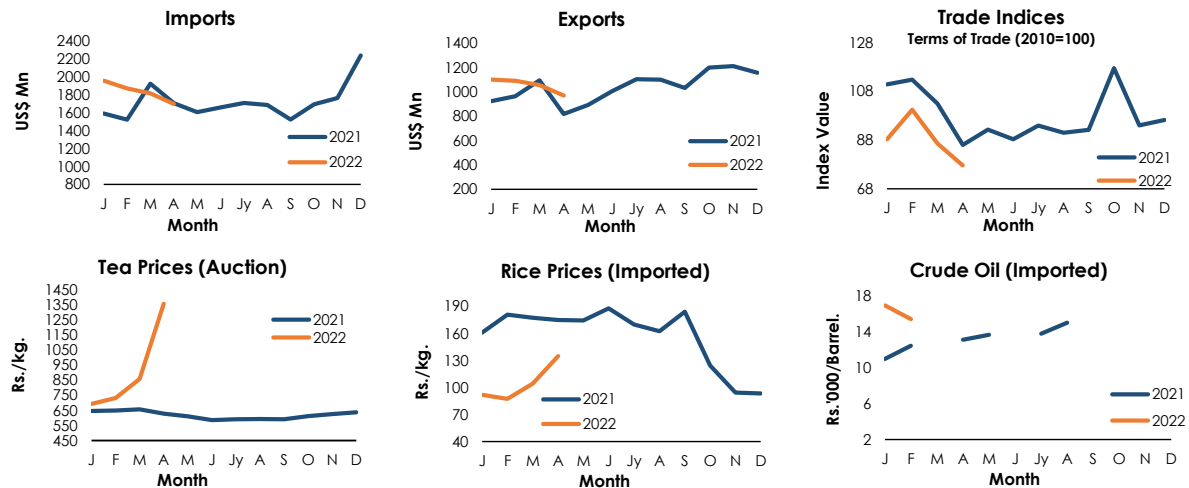 Imports
US$ Mn
2400
2200
2000
1800
1600
1400
1200
1000
800
2021
2022
J F M A M J Jy A S O N D
Month
Exports
US$ Mn
1400
1200
1000
800
600
400
200
2021
2022
J F M A M J Jy A S O N D
Month
Trade Indices
Terms of Trade (2010=100)
Index Value
128
108
88
68
2021
2022
J F M A M J Jy A S O N D
Month
Tea Prices (Auction)
Rs./kg.
1450
1350
1250
1150
1050
950
850
750
650
550
450
2021
2022
J F M A M J Jy A S O N D
Month
Rice Prices (Imported)
Rs./kg.
190
160
130
100
70
40
2021
2022
J F M A M J Jy A S O N D
Month
Crude Oil (Imported)
Rs.'000/Barrel.
18
14
10
6
2
2021
2022
J F M A M J Jy A S O N D
Month